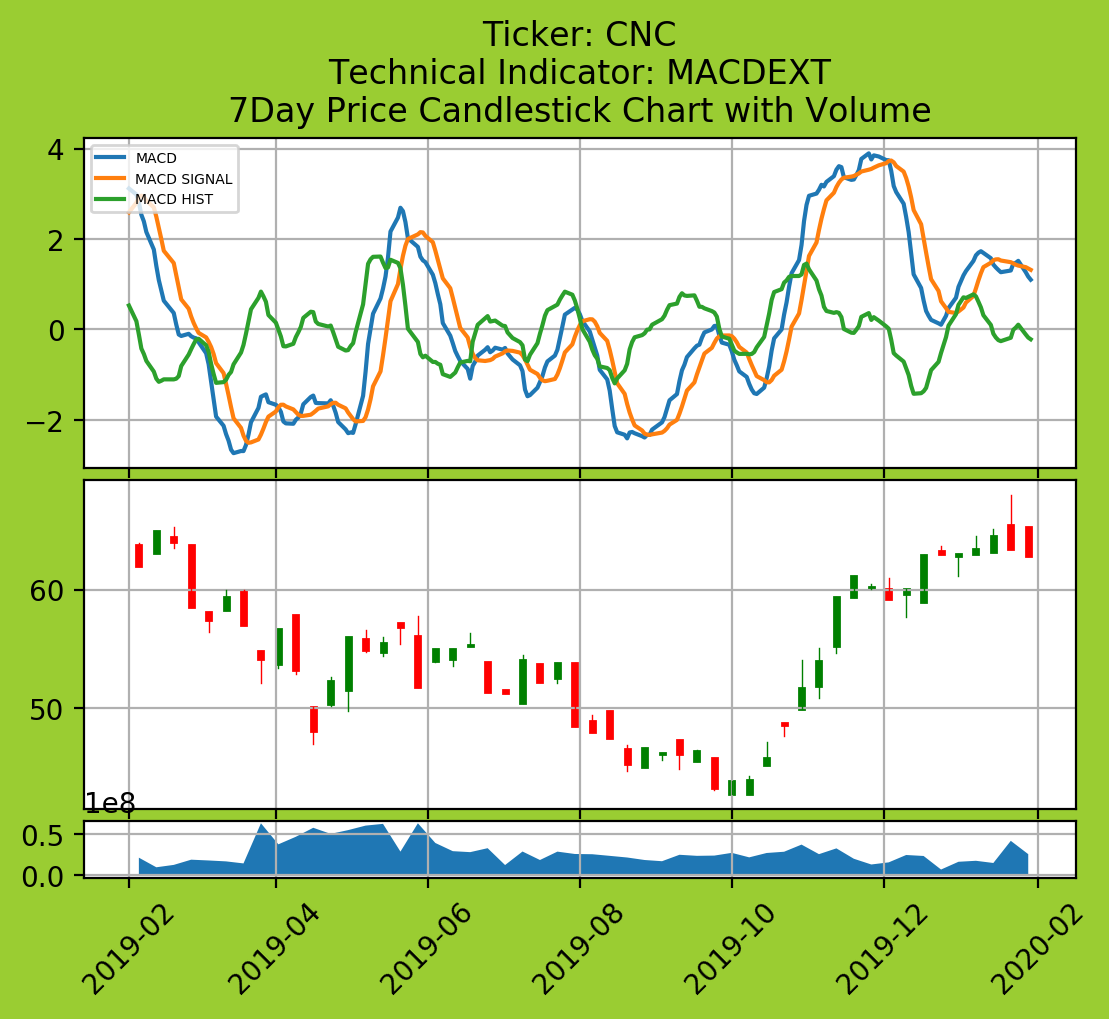 Ticker: CNC
Technical Indicator: MACDEXT
7Day Price Candlestick Chart with Volume
4
2
0
−2
MACD
MACD SIGNAL
MACD HIST
60
50
1e8
0.5
0.0
2019-02
2019-04
2019-06
2019-08
2019-10
2019-12
2020-02